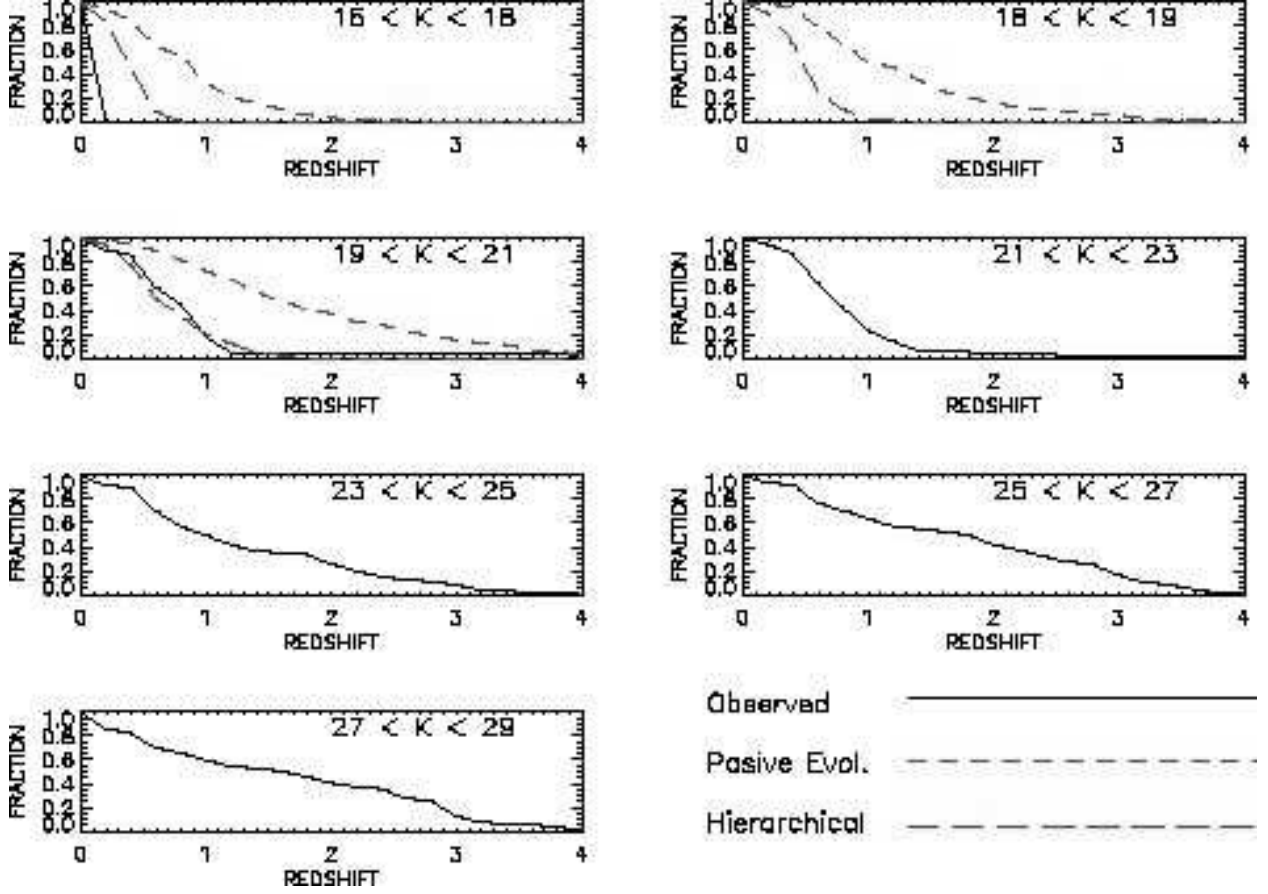 16 < K < 18
1.0
0.8
0.6
0.4
0.2
0.0
FRACTION
0 1 2 3 4
REDSHIFT
18 < K < 19
1.0
0.8
0.6
0.4
0.2
0.0
FRACTION
0 1 2 3 4
REDSHIFT
19 < K < 21
1.0
0.8
0.6
0.4
0.2
0.0
FRACTION
0 1 2 3 4
REDSHIFT
21 < K < 23
1.0
0.8
0.6
0.4
0.2
0.0
FRACTION
0 1 2 3 4
REDSHIFT
23 < K < 25
1.0
0.8
0.6
0.4
0.2
0.0
FRACTION
0 1 2 3 4
REDSHIFT
25 < K < 27
1.0
0.8
0.6
0.4
0.2
0.0
FRACTION
0 1 2 3 4
REDSHIFT
27 < K < 29
1.0
0.8
0.6
0.4
0.2
0.0
FRACTION
0 1 2 3 4
REDSHIFT
Observed
Pasive Evol.
Hierarchical